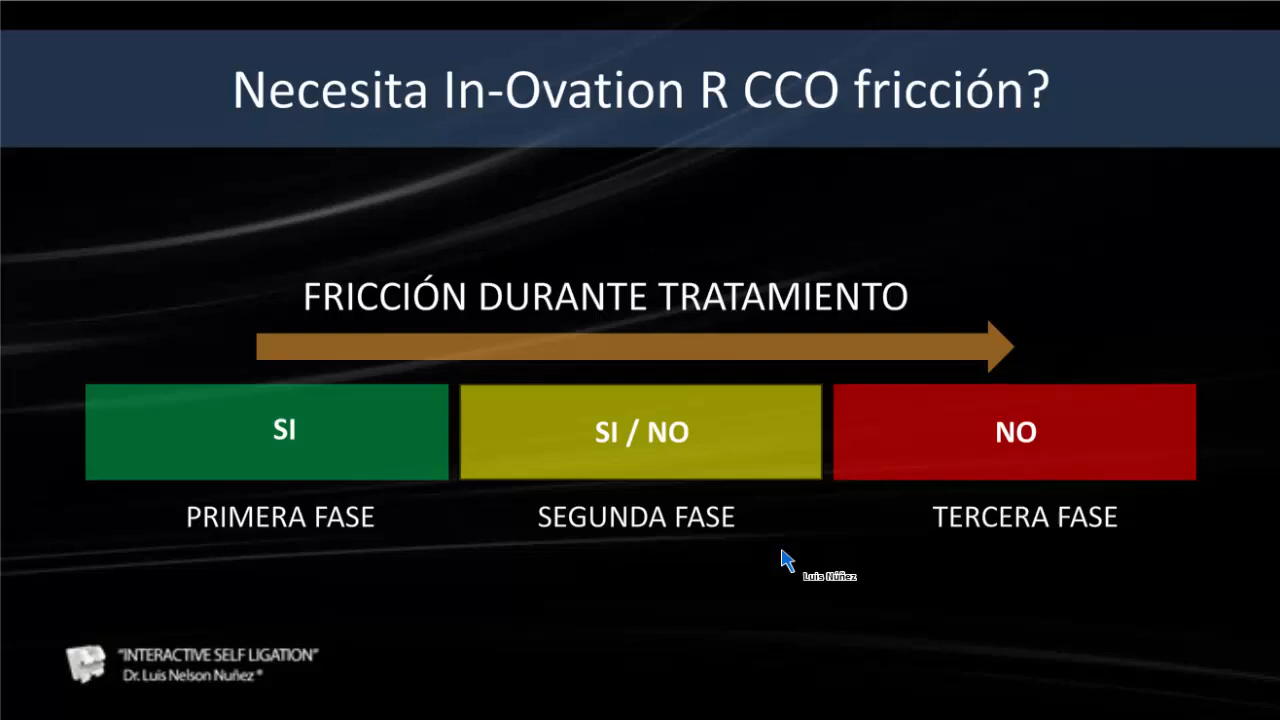 Necesita In-Ovation R CCO fricción?
FRICCIÓN DURANTE TRATAMIENTO
SI
SI / NO
NO
PRIMERA FASE
SEGUNDA FASE
TERCERA FASE
Luis Núñez
"INTERACTIVE SELF LIGATION"
Dr. Luis Nelson Nuñez ®